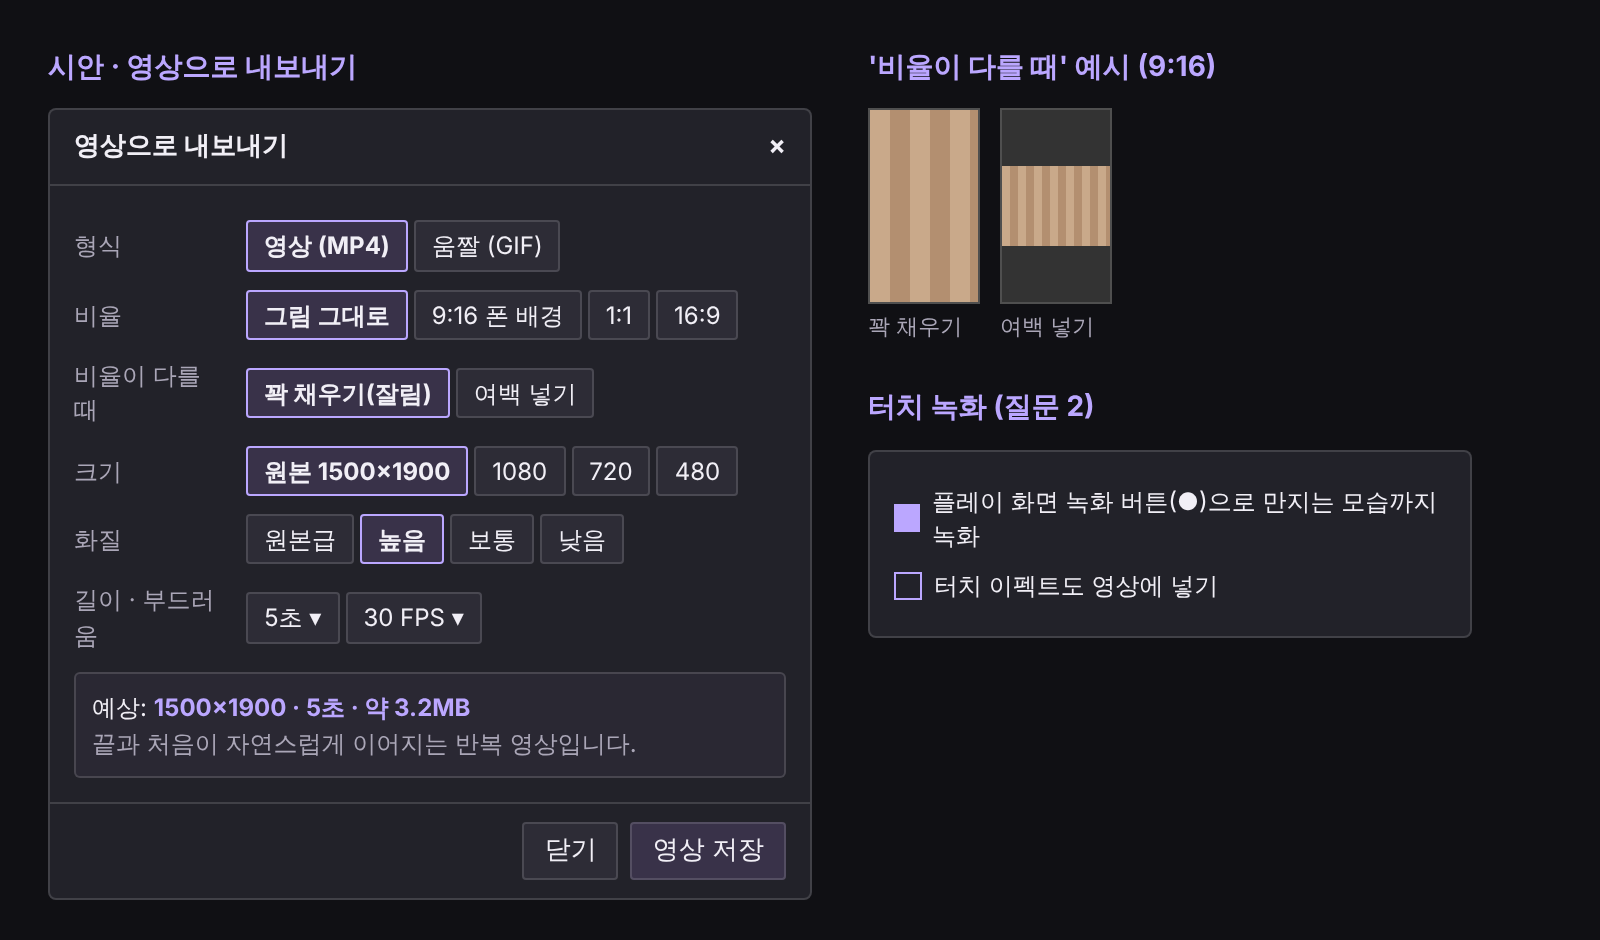 시안 · 영상으로 내보내기
영상으로 내보내기 ×
형식 영상 (MP4) 움짤 (GIF)
비율 그림 그대로 9:16 폰 배경 1:1 16:9
비율이 다를
때
꽉 채우기(잘림) 여백 넣기
크기 원본 1500×1900 1080 720 480
화질 원본급 높음 보통 낮음
길이 · 부드러
움
5초 ▾ 30 FPS ▾
예상: 1500×1900 · 5초 · 약 3.2MB
끝과 처음이 자연스럽게 이어지는 반복 영상입니다.
닫기 영상 저장
'비율이 다를 때' 예시 (9:16)
꽉 채우기 여백 넣기
터치 녹화 (질문 2)
플레이 화면 녹화 버튼(●)으로 만지는 모습까지
녹화
터치 이펙트도 영상에 넣기